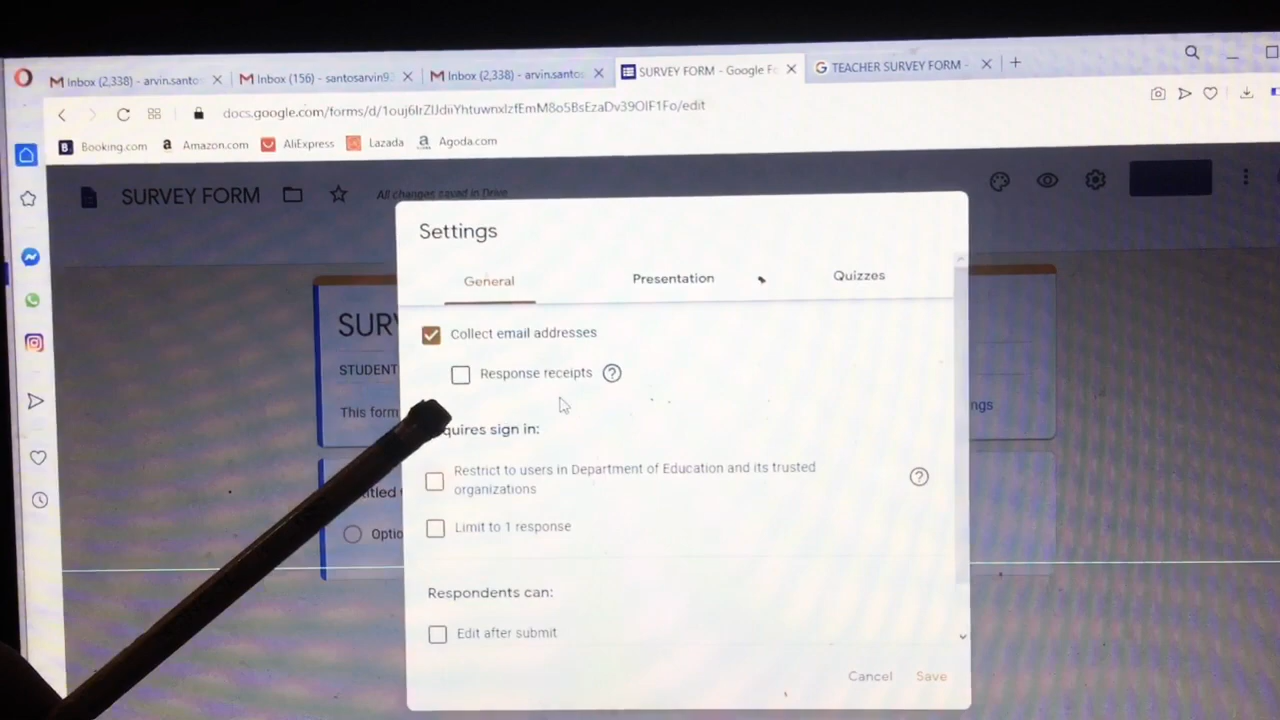 Inbox (2,338) - arvin.santo
Inbox (156) - santosarvin9
Inbox (2,338) - arvin.santo
SURVEY FORM - Google Fo
TEACHER SURVEY FORM -
docs.google.com/forms/d/
/edit
Booking.com
Amazon.com
AliExpress
Lazada
Agoda.com
SURVEY FORM
All changes saved in Drive
Settings
General
Presentation
Quizzes
SUR
Collect email addresses
STUDENT
Response receipts
This form
ngs
quires sign in:
Restrict to users in Department of Education and its trusted
organizations
titled
Limit to 1 response
Optio
Respondents can:
Edit after submit
Cancel
Save